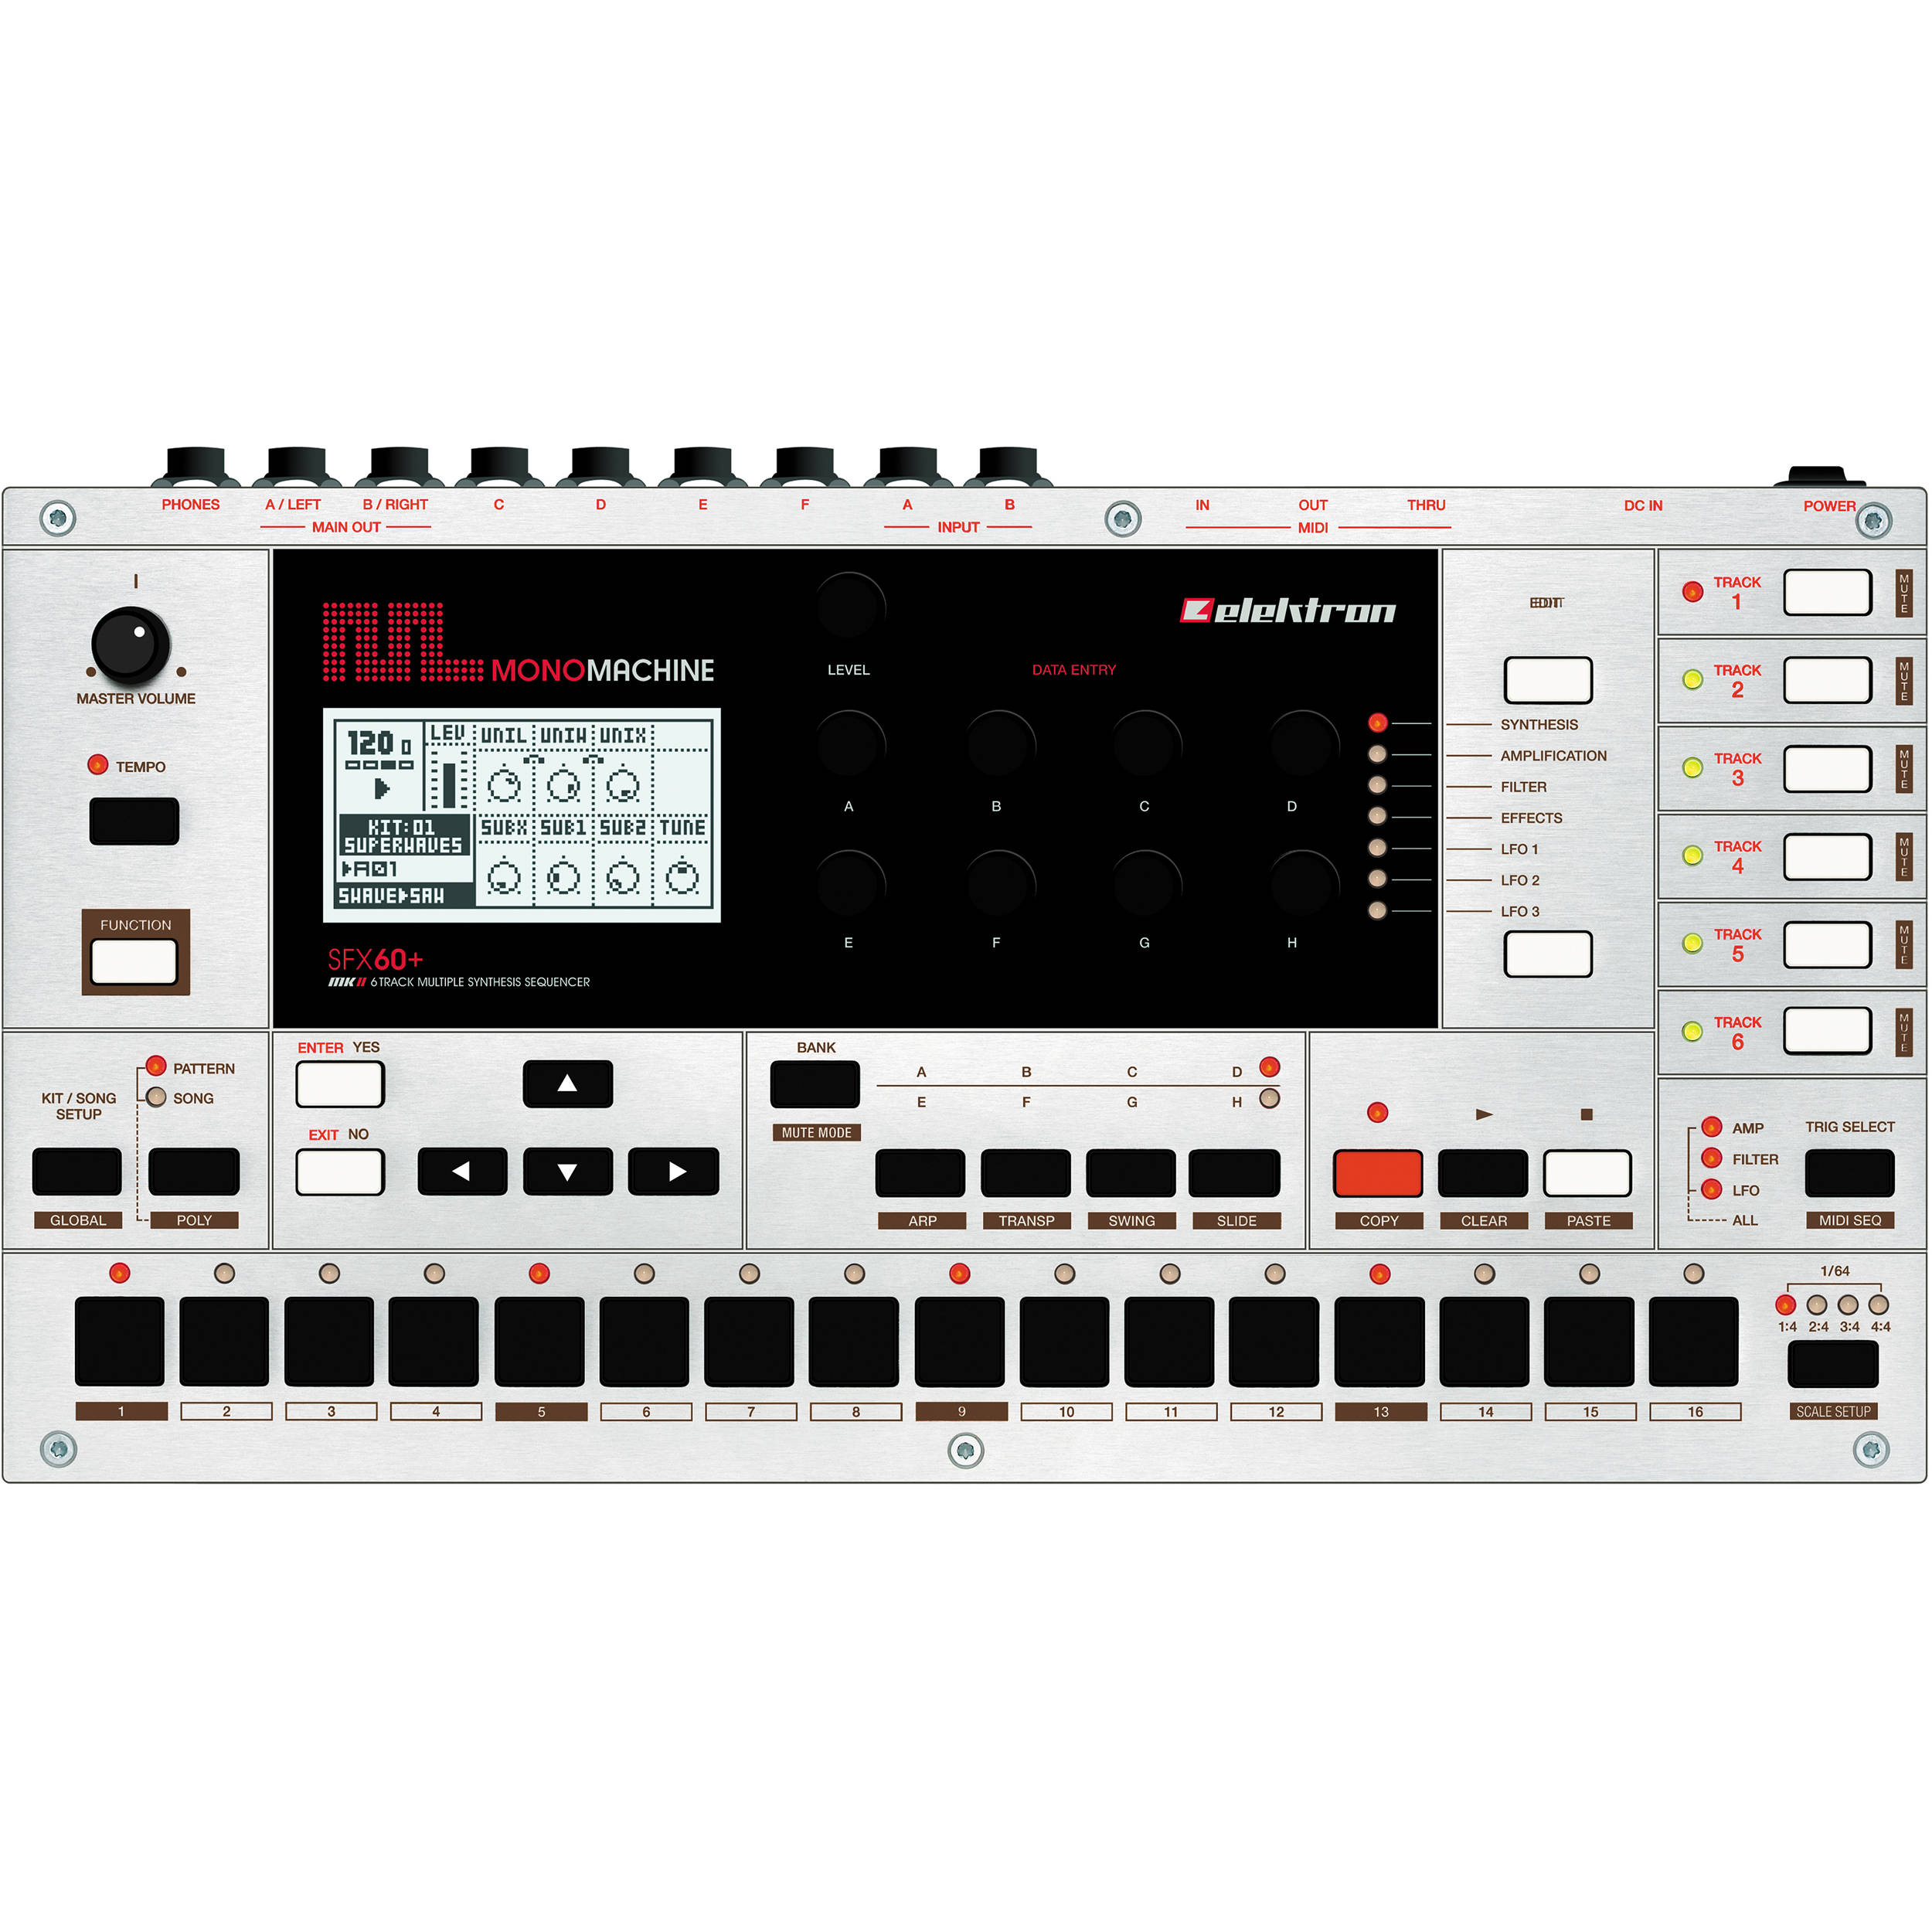 PHONES A / LEFT B / RIGHT C D E F A B IN OUT THRU DC IN POWER
MAIN OUT INPUT MIDI
MASTER VOLUME
TEMPO
FUNCTION
MONOMACHINE
elektron
LEVEL DATA ENTRY
A B C D
E F G H
120 0
LEV UNIL UNIW UNIX
KIT:01
SUPERWAVES
A01
SWAVE▸SAW
SUBX SUB1 SUB2 TUNE
SFX60+
MKII 6 TRACK MULTIPLE SYNTHESIS SEQUENCER
EDIT
SYNTHESIS
AMPLIFICATION
FILTER
EFFECTS
LFO 1
LFO 2
LFO 3
TRACK
1
MUTE
TRACK
2
MUTE
TRACK
3
MUTE
TRACK
4
MUTE
TRACK
5
MUTE
TRACK
6
MUTE
KIT / SONG
SETUP
PATTERN
SONG
GLOBAL POLY
ENTER YES
EXIT NO
BANK
MUTE MODE
A B C D
E F G H
ARP TRANSP SWING SLIDE
COPY CLEAR PASTE
AMP
FILTER
LFO
ALL
TRIG SELECT
MIDI SEQ
1/64
1:4 2:4 3:4 4:4
1 2 3 4 5 6 7 8 9 10 11 12 13 14 15 16
SCALE SETUP